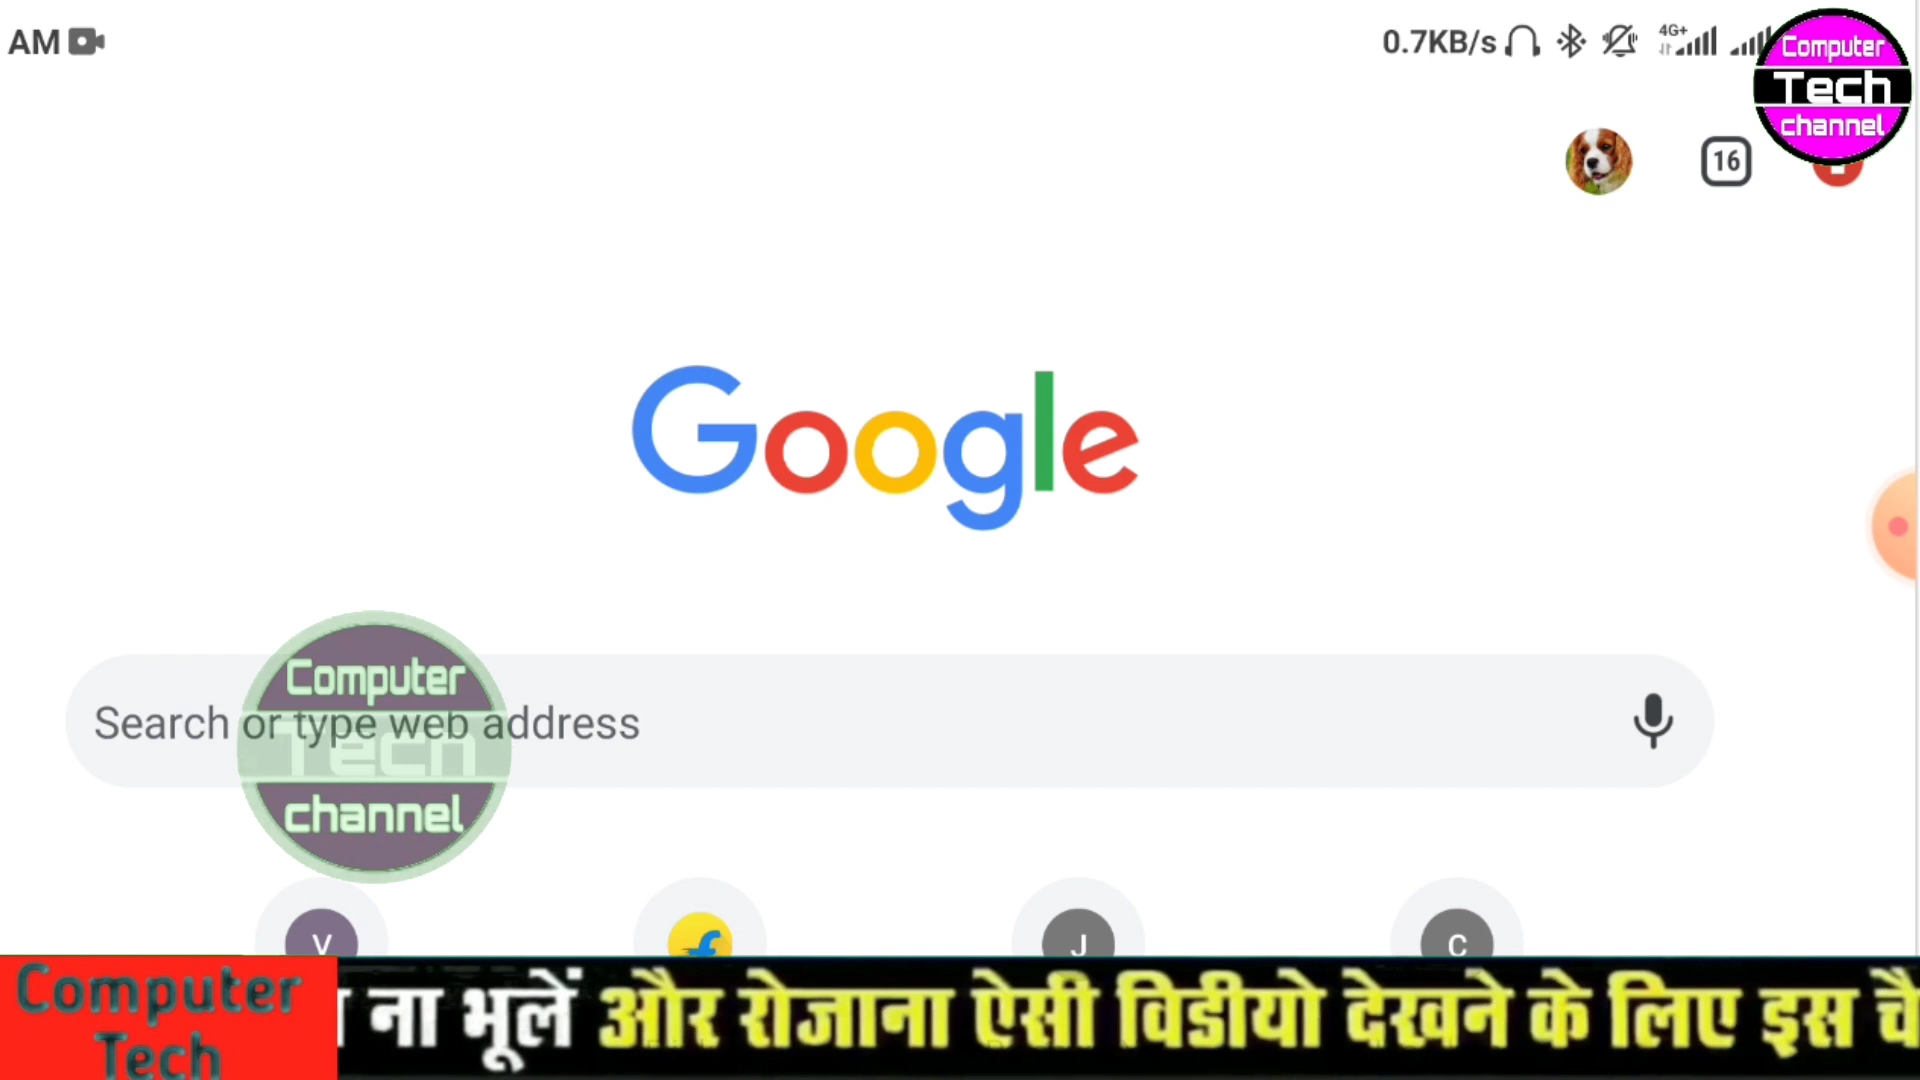 AM
0.7KB/s
4G+
Computer
Tech
channel
16
Google
Computer
Search or type web address
Tech
channel
V
J
C
Computer
Tech
ना भूलें और रोजाना ऐसी विडीयो देखने के लिए इस